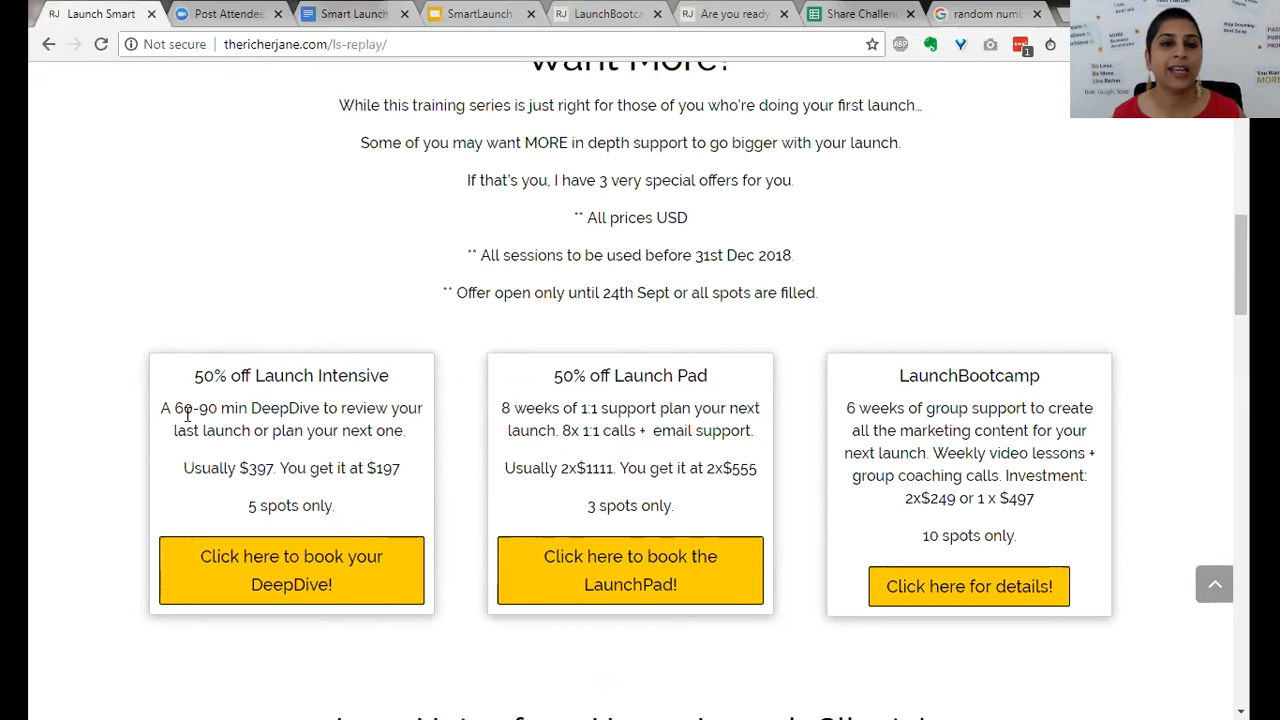 Launch Smart
Post Attendee
Smart Launch
Smart Launch
LaunchBootca
Are you ready
Share Challen
random numb
Not secure
thericherjane.com/ls-replay/
ABP
1
Want More?
While this training series is just right for those of you who're doing your first launch…
Some of you may want MORE in depth support to go bigger with your launch.
If that's you, I have 3 very special offers for you.
** All prices USD
** All sessions to be used before 31st Dec 2018.
** Offer open only until 24th Sept or all spots are filled.
50% off Launch Intensive
A 60-90 min DeepDive to review your
last launch or plan your next one.
Usually $397. You get it at $197
5 spots only.
Click here to book your
DeepDive!
50% off Launch Pad
8 weeks of 1:1 support plan your next
launch. 8x 1:1 calls + email support.
Usually 2x$1111. You get it at 2x$555
3 spots only.
Click here to book the
LaunchPad!
LaunchBootcamp
6 weeks of group support to create
all the marketing content for your
next launch. Weekly video lessons +
group coaching calls. Investment:
2x$249 or 1 x $497
10 spots only.
Click here for details!